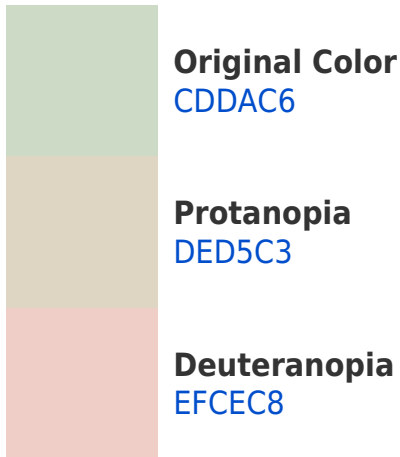 Original Color
CDDAC6
Protanopia
DED5C3
Deuteranopia
EFCEC8